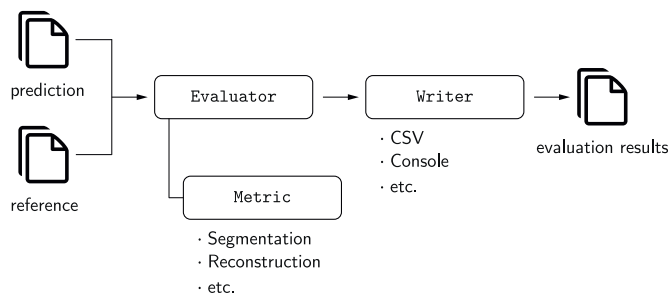 prediction
reference
Evaluator
Metric
· Segmentation
· Reconstruction
· etc.
Writer
· CSV
· Console
· etc.
evaluation results